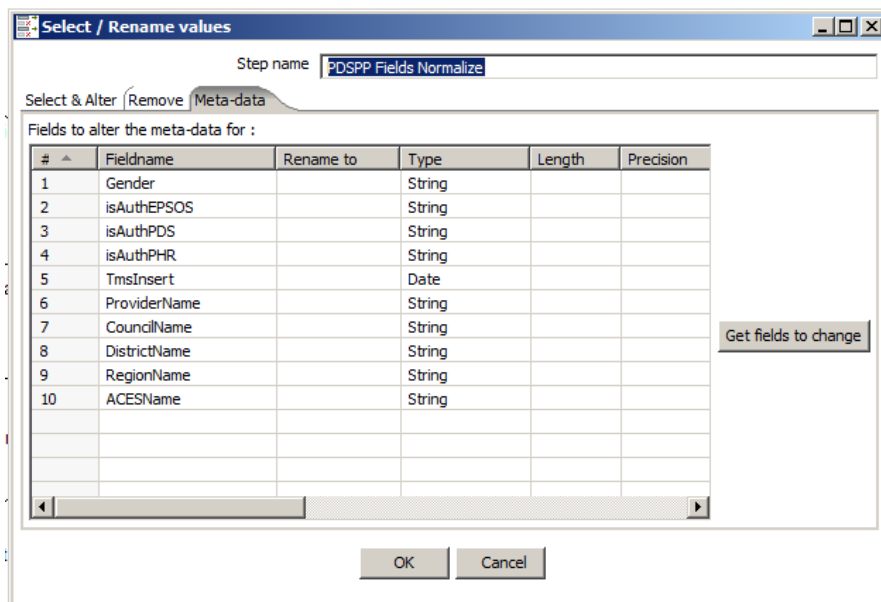 Select / Rename values
Step name PDSPP Fields Normalize
Select & Alter Remove Meta-data
Fields to alter the meta-data for :
# Fieldname Rename to Type Length Precision
1 Gender String
2 isAuthEPSOS String
3 isAuthPDS String
4 isAuthPHR String
5 TmsInsert Date
6 ProviderName String
7 CouncilName String
8 DistrictName String
9 RegionName String
10 ACESName String
Get fields to change
OK Cancel